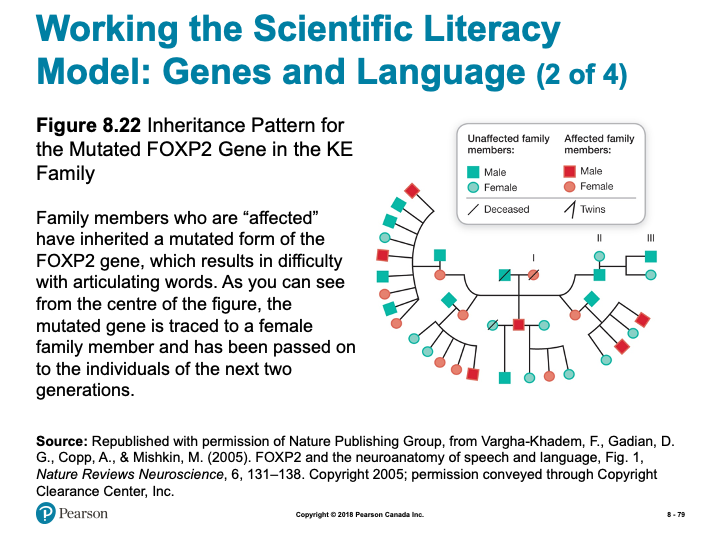 Working the Scientific Literacy
Model: Genes and Language (2 of 4)
Figure 8.22 Inheritance Pattern for
the Mutated FOXP2 Gene in the KE
Family
Family members who are “affected”
have inherited a mutated form of the
FOXP2 gene, which results in difficulty
with articulating words. As you can see
from the centre of the figure, the
mutated gene is traced to a female
family member and has been passed on
to the individuals of the next two
generations.
Unaffected family
members:
Male
Female
Deceased
Affected family
members:
Male
Female
Twins
I
II
III
Source: Republished with permission of Nature Publishing Group, from Vargha-Khadem, F., Gadian, D.
G., Copp, A., & Mishkin, M. (2005). FOXP2 and the neuroanatomy of speech and language, Fig. 1,
Nature Reviews Neuroscience, 6, 131–138. Copyright 2005; permission conveyed through Copyright
Clearance Center, Inc.
P Pearson
Copyright © 2018 Pearson Canada Inc.
8 - 79